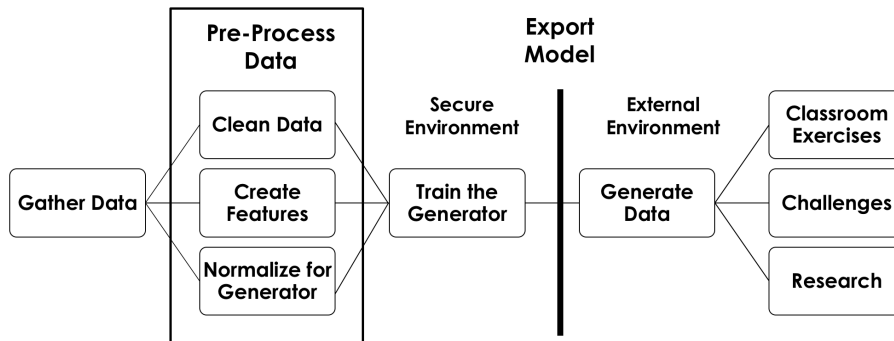 Pre-Process
Data
Export
Model
Secure
Environment
External
Environment
Gather Data
Clean Data
Create
Features
Normalize for
Generator
Train the
Generator
Generate
Data
Classroom
Exercises
Challenges
Research